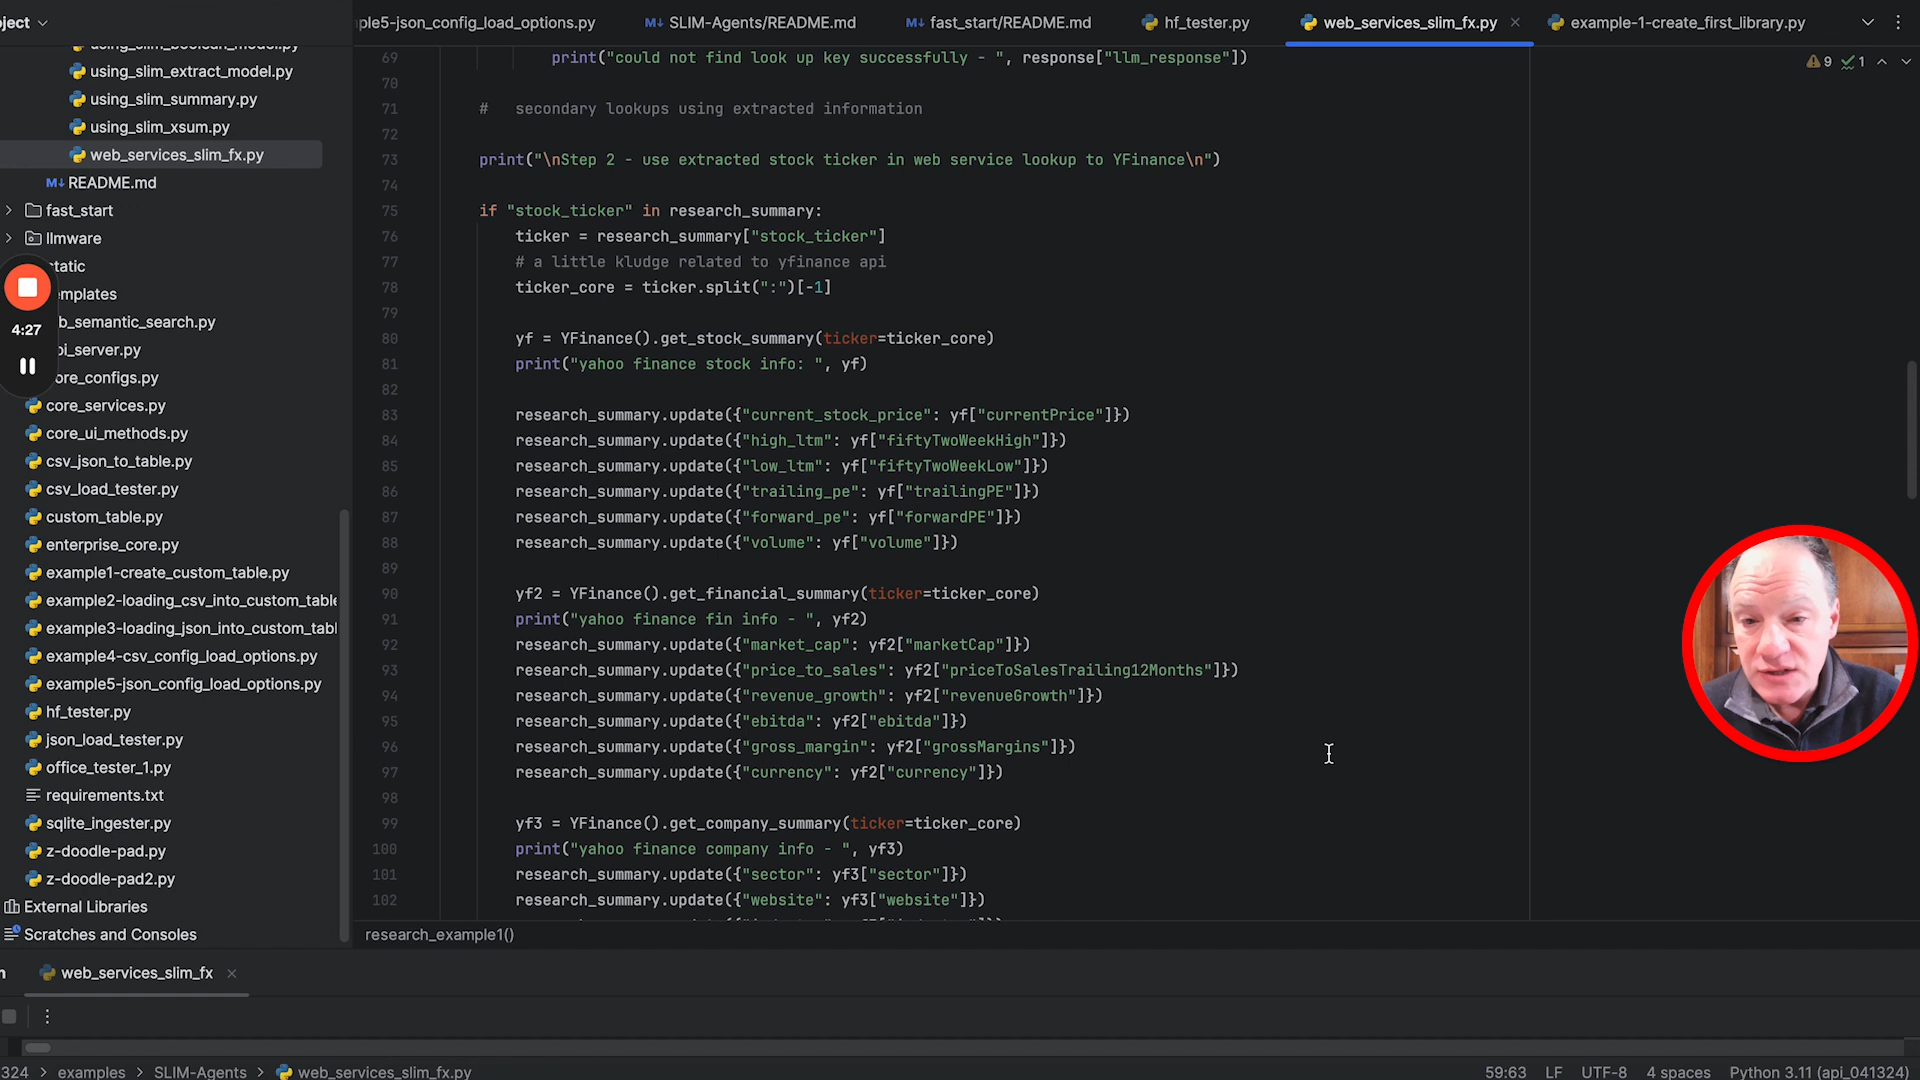 oject
ple5-json_config_load_options.py
SLIM-Agents/README.md
fast_start/README.md
hf_tester.py
web_services_slim_fx.py
example-1-create_first_library.py
using_slim_boolean_model.py
using_slim_extract_model.py
using_slim_summary.py
using_slim_xsum.py
web_services_slim_fx.py
README.md
fast_start
llmware
static
emplates
b_semantic_search.py
pi_server.py
ore_configs.py
core_services.py
core_ui_methods.py
csv_json_to_table.py
csv_load_tester.py
custom_table.py
enterprise_core.py
example1-create_custom_table.py
example2-loading_csv_into_custom_table
example3-loading_json_into_custom_tabl
example4-csv_config_load_options.py
example5-json_config_load_options.py
hf_tester.py
json_load_tester.py
office_tester_1.py
requirements.txt
sqlite_ingester.py
z-doodle-pad.py
z-doodle-pad2.py
External Libraries
Scratches and Consoles
4:27
9 1
69 print("could not find look up key successfully - ", response["llm_response"])
70
71 # secondary lookups using extracted information
72
73 print("\nStep 2 - use extracted stock ticker in web service lookup to YFinance\n")
74
75 if "stock_ticker" in research_summary:
76 ticker = research_summary["stock_ticker"]
77 # a little kludge related to yfinance api
78 ticker_core = ticker.split(":")[-1]
79
80 yf = YFinance().get_stock_summary(ticker=ticker_core)
81 print("yahoo finance stock info: ", yf)
82
83 research_summary.update({"current_stock_price": yf["currentPrice"]})
84 research_summary.update({"high_ltm": yf["fiftyTwoWeekHigh"]})
85 research_summary.update({"low_ltm": yf["fiftyTwoWeekLow"]})
86 research_summary.update({"trailing_pe": yf["trailingPE"]})
87 research_summary.update({"forward_pe": yf["forwardPE"]})
88 research_summary.update({"volume": yf["volume"]})
89
90 yf2 = YFinance().get_financial_summary(ticker=ticker_core)
91 print("yahoo finance fin info - ", yf2)
92 research_summary.update({"market_cap": yf2["marketCap"]})
93 research_summary.update({"price_to_sales": yf2["priceToSalesTrailing12Months"]})
94 research_summary.update({"revenue_growth": yf2["revenueGrowth"]})
95 research_summary.update({"ebitda": yf2["ebitda"]})
96 research_summary.update({"gross_margin": yf2["grossMargins"]})
97 research_summary.update({"currency": yf2["currency"]})
98
99 yf3 = YFinance().get_company_summary(ticker=ticker_core)
100 print("yahoo finance company info - ", yf3)
101 research_summary.update({"sector": yf3["sector"]})
102 research_summary.update({"website": yf3["website"]})
research_example1()
n
web_services_slim_fx
324 > examples > SLIM-Agents > web_services_slim_fx.py
59:63 LF UTF-8 4 spaces Python 3.11 (api_041324)